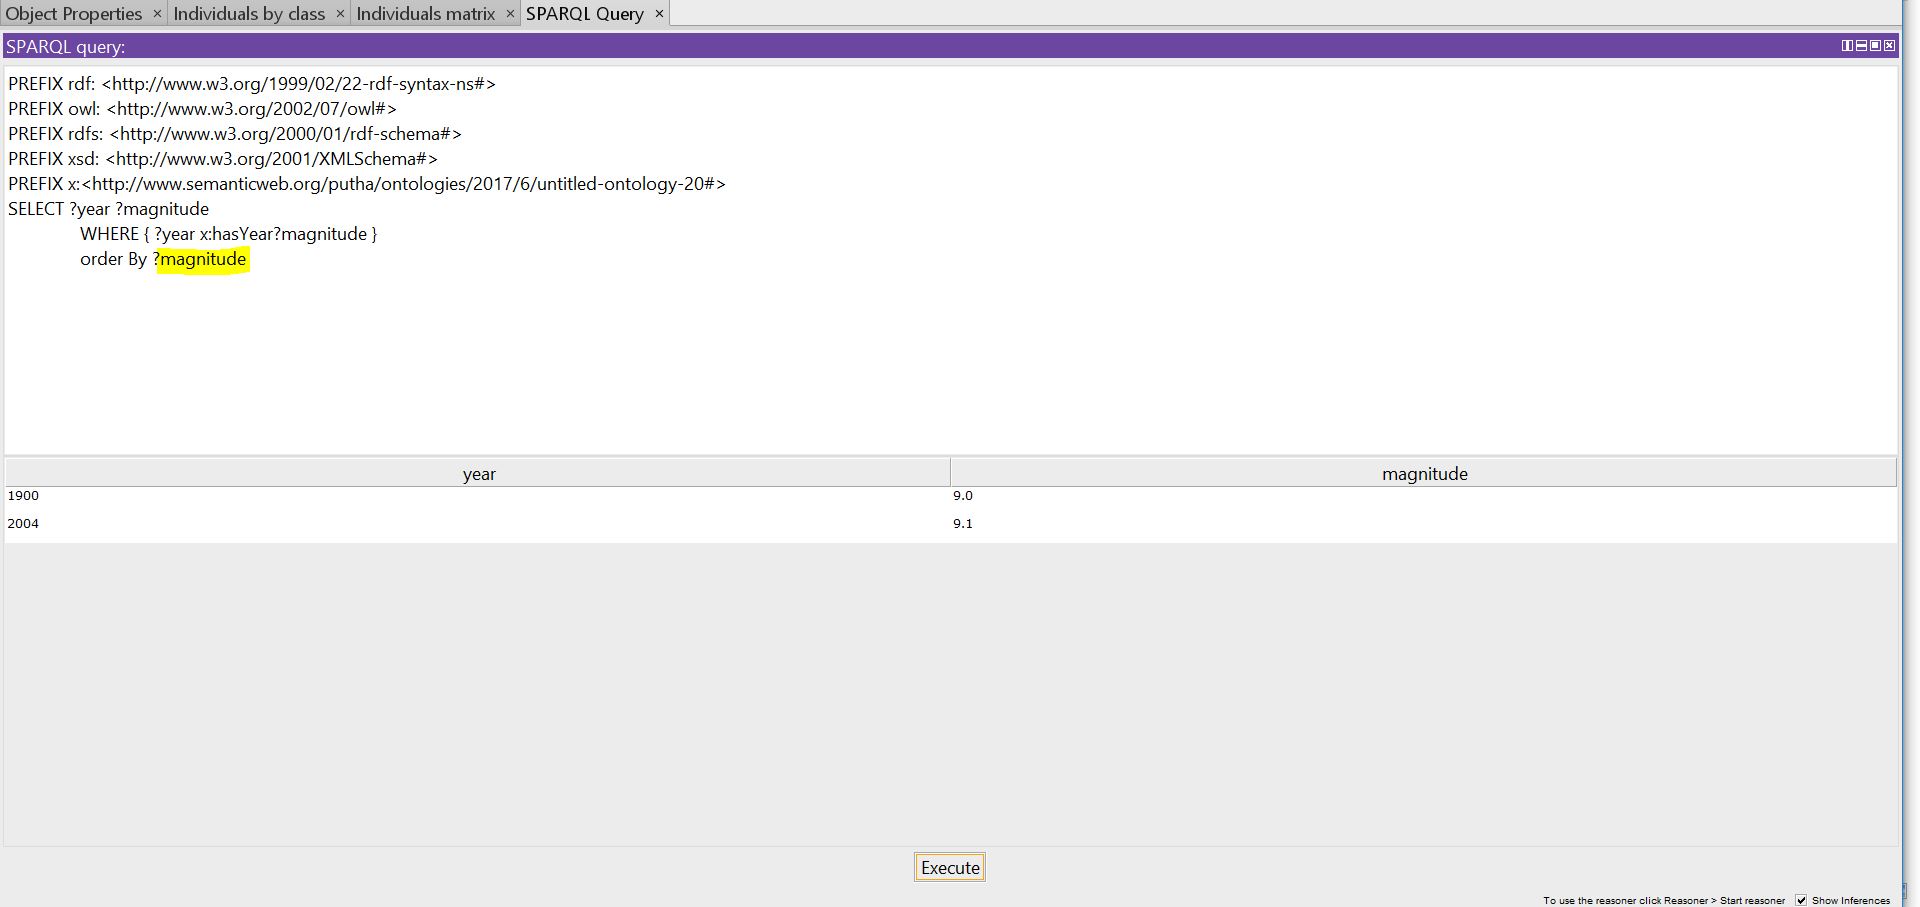 Object Properties × Individuals by class × Individuals matrix × SPARQL Query ×
SPARQL query:
PREFIX rdf: <http://www.w3.org/1999/02/22-rdf-syntax-ns#>
PREFIX owl: <http://www.w3.org/2002/07/owl#>
PREFIX rdfs: <http://www.w3.org/2000/01/rdf-schema#>
PREFIX xsd: <http://www.w3.org/2001/XMLSchema#>
PREFIX x:<http://www.semanticweb.org/putha/ontologies/2017/6/untitled-ontology-20#>
SELECT ?year ?magnitude
WHERE { ?year x:hasYear?magnitude }
order By ?magnitude
year magnitude
1900 9.0
2004 9.1
Execute
To use the reasoner click Reasoner > Start reasoner Show Inferences